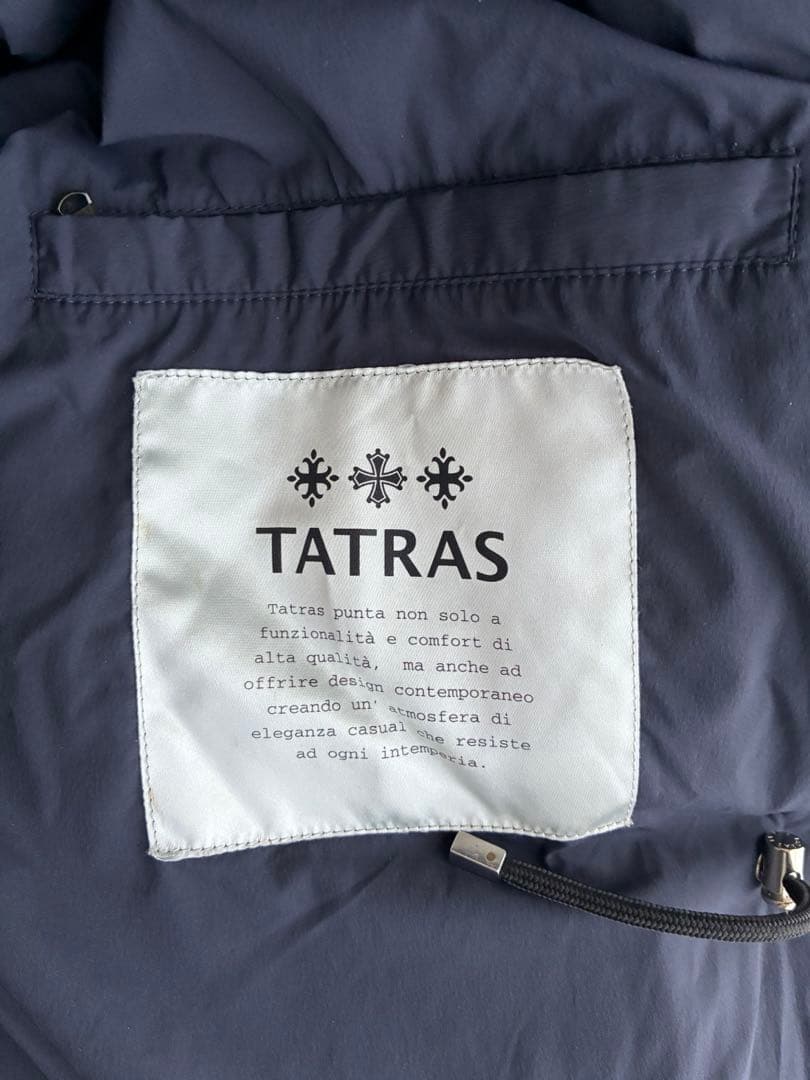 TATRAS
Tatras punta non solo a
funzionalità e comfort di
alta qualità, ma anche ad
offrire design contemporaneo
creando un' atmosfera di
eleganza casual che resiste
ad ogni intemperia.